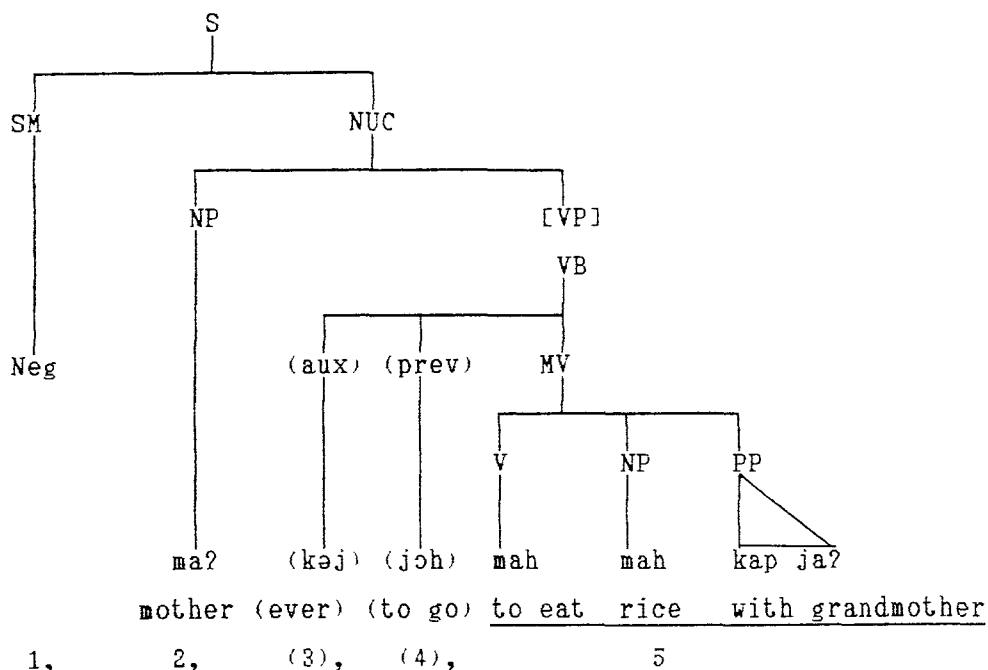 S
SM NUC
NP [VP]
VB
Neg (aux) (prev) MV
V NP PP
maʔ (kəj) (jɔh) mah mah kap jaʔ
mother (ever) (to go) to eat rice with grandmother
1, 2, (3), (4), 5